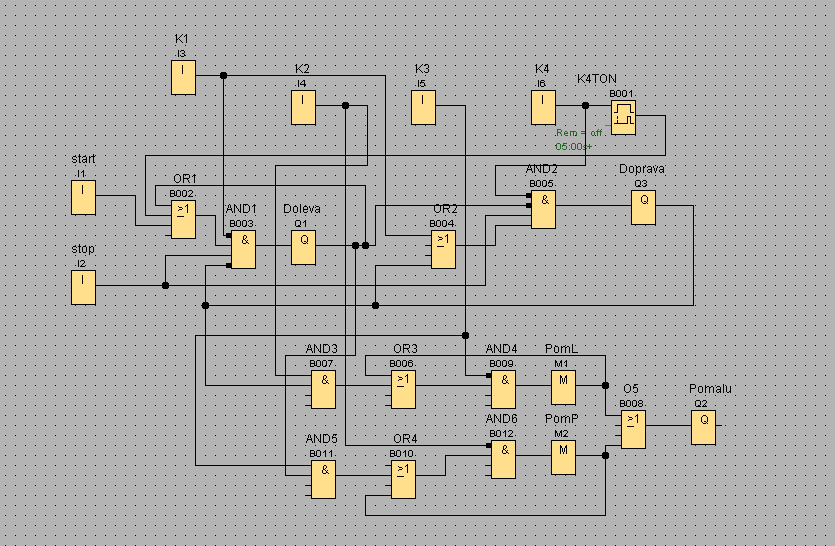 K1
I3
I
K2
I4
I
K3
I5
I
K4
I6
I
K4TON
B001
Rem = off
05:00s+
start
I1
I
OR1
B002
>1
AND1
B003
&
Doleva
Q1
Q
OR2
B004
>1
AND2
B005
&
Doprava
Q3
Q
stop
I2
I
AND3
B007
&
OR3
B006
>1
AND4
B009
&
PomL
M1
M
O5
B008
>1
Pomalu
Q2
Q
AND5
B011
&
OR4
B010
>1
AND6
B012
&
PomP
M2
M